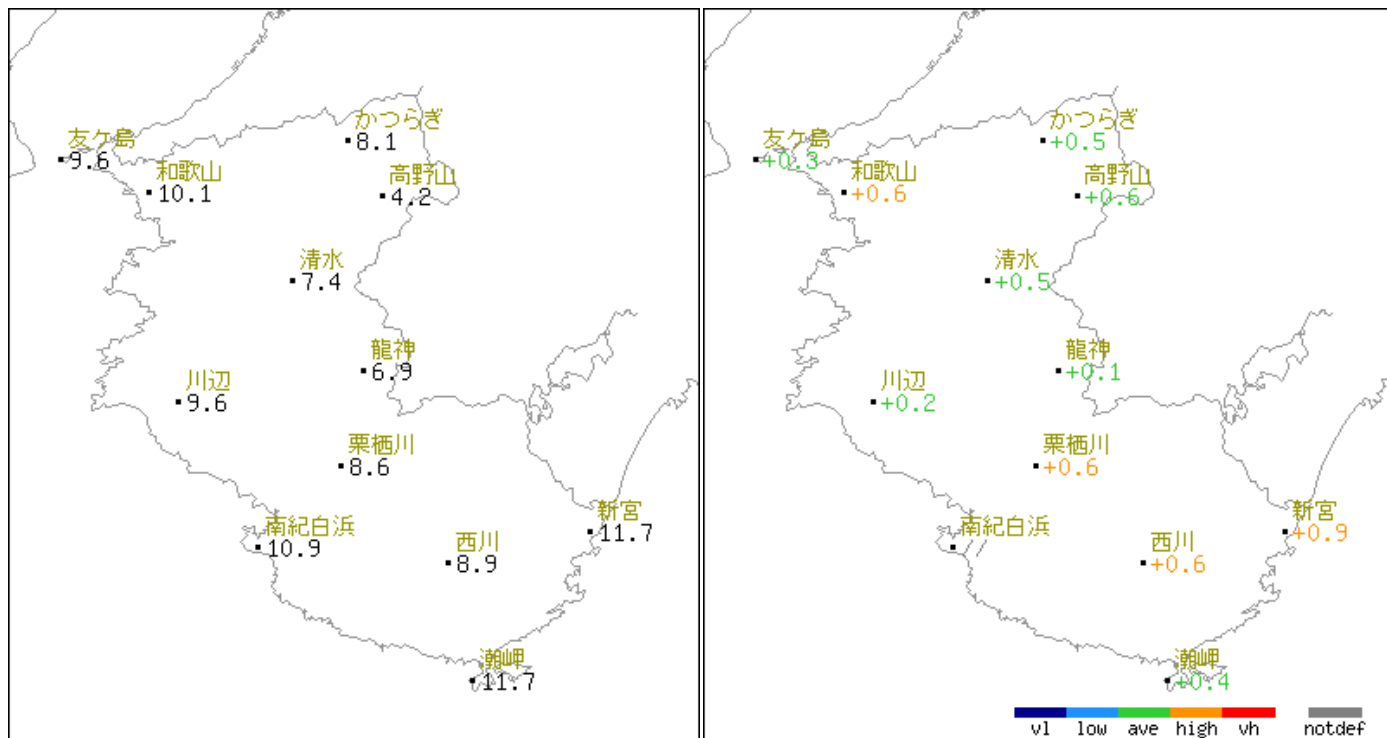 かつらぎ
8.1
友ケ島
9.6
和歌山
10.1
高野山
4.2
清水
7.4
龍神
6.9
川辺
9.6
栗栖川
8.6
南紀白浜
10.9
西川
8.9
新宮
11.7
潮岬
11.7
かつらぎ
+0.5
友ケ島
+0.3
和歌山
+0.6
高野山
+0.6
清水
+0.5
龍神
+0.1
川辺
+0.2
栗栖川
+0.6
南紀白浜
//
西川
+0.6
新宮
+0.9
潮岬
+0.4
vl low ave high vh notdef